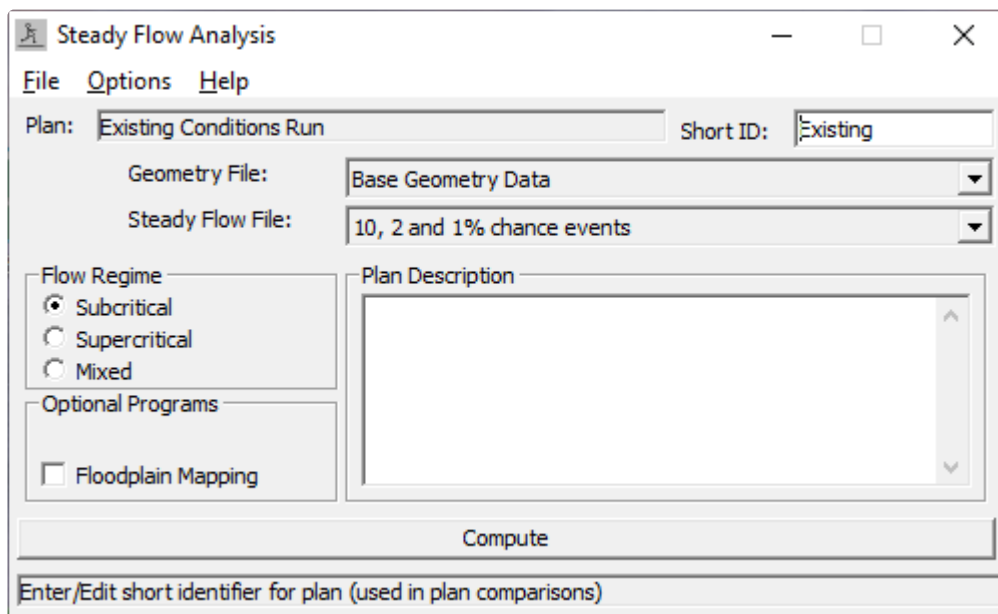 Steady Flow Analysis
File Options Help
Plan: Existing Conditions Run Short ID: Existing
Geometry File: Base Geometry Data
Steady Flow File: 10, 2 and 1% chance events
Flow Regime
Subcritical
Supercritical
Mixed
Optional Programs
Floodplain Mapping
Plan Description
Compute
Enter/Edit short identifier for plan (used in plan comparisons)